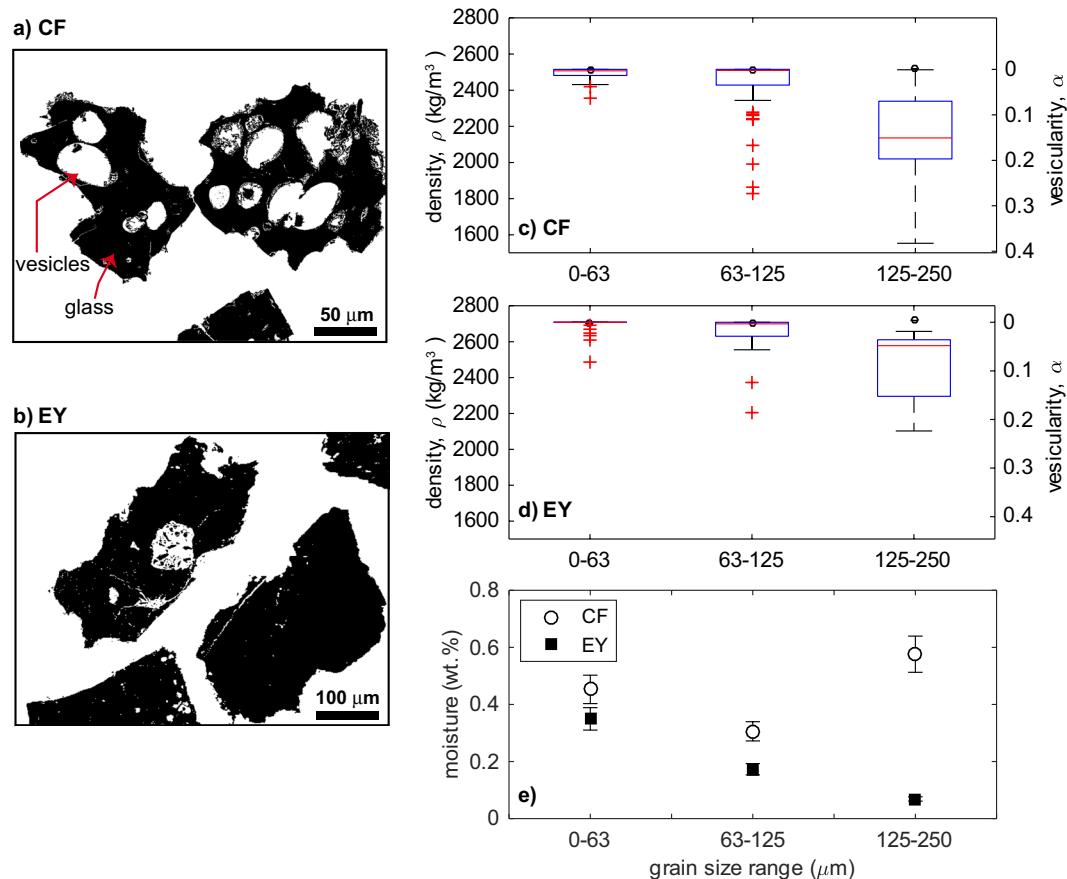 a) CF
vesicles
glass
50 μm
b) EY
100 μm
2800
2600
2400
2200
2000
1800
1600
density, ρ (kg/m³)
0
0.1
0.2
0.3
0.4
vesicularity, α
c) CF
0-63
63-125
125-250
2800
2600
2400
2200
2000
1800
1600
density, ρ (kg/m³)
0
0.1
0.2
0.3
0.4
vesicularity, α
d) EY
0-63
63-125
125-250
0.8
0.6
0.4
0.2
0
moisture (wt.%)
CF
EY
e)
0-63
63-125
125-250
grain size range (μm)